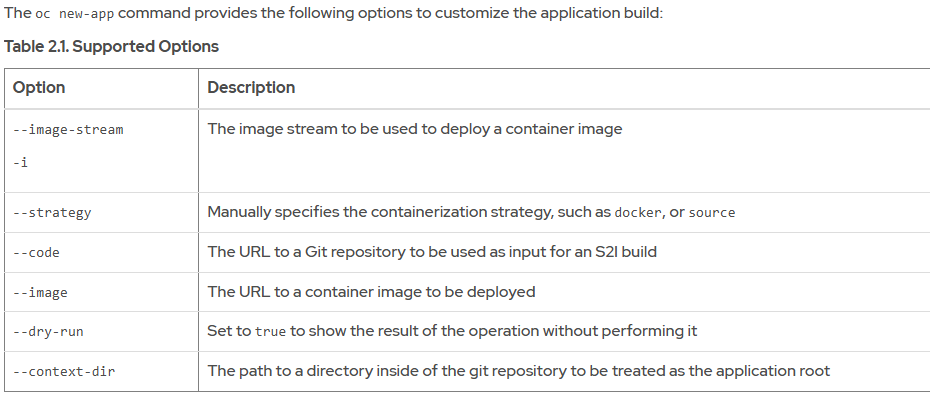 The oc new-app command provides the following options to customize the application build:
Table 2.1. Supported Options
Option Description
--image-stream The image stream to be used to deploy a container image
-i
--strategy Manually specifies the containerization strategy, such as docker, or source
--code The URL to a Git repository to be used as input for an S2I build
--image The URL to a container image to be deployed
--dry-run Set to true to show the result of the operation without performing it
--context-dir The path to a directory inside of the git repository to be treated as the application root